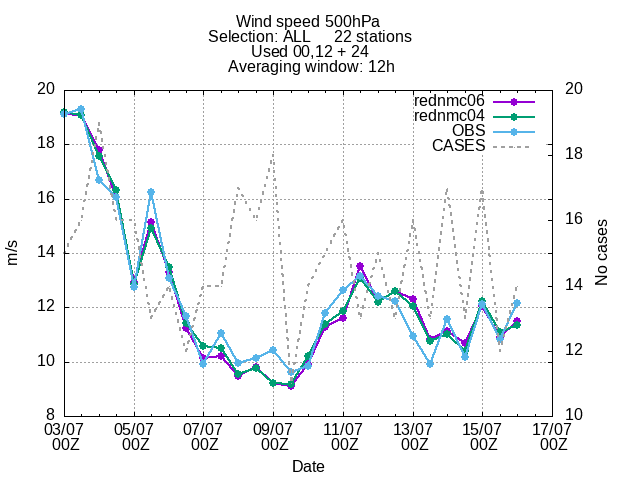 Wind speed 500hPa
Selection: ALL 22 stations
Used 00,12 + 24
Averaging window: 12h
20 20
rednmc06
rednmc04
OBS
CASES
18 18
16 16
m/s No cases
14 14
12 12
10
8 10
03/07 05/07 07/07 09/07 11/07 13/07 15/07 17/07
00Z 00Z 00Z 00Z 00Z 00Z 00Z 00Z
Date